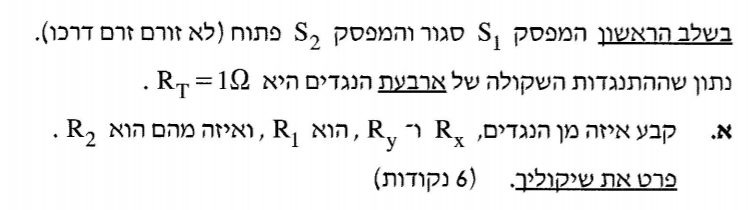 בשלב הראשון המפסק S₁ סגור והמפסק S₂ פתוח (לא זורם זרם דרכו).
נתון שההתנגדות השקולה של ארבעת הנגדים היא R_T = 1Ω .
א. קבע איזה מן הנגדים, R_x ו־ R_y , הוא R₁ , ואיזה מהם הוא R₂ .
פרט את שיקוליך. (6 נקודות)